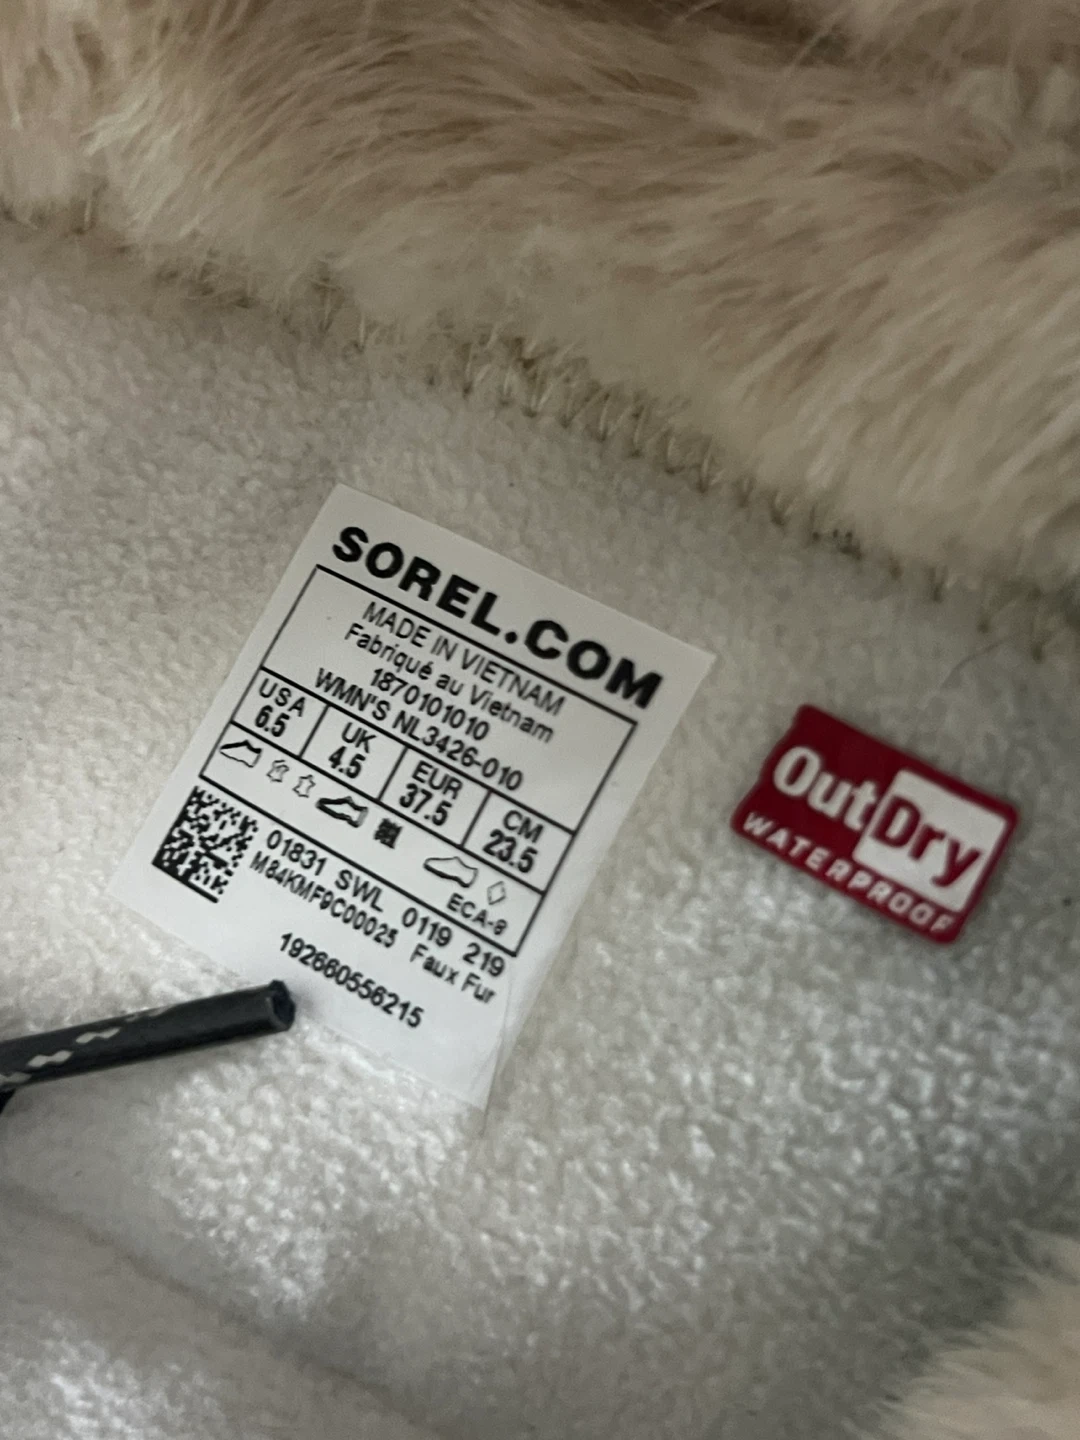 SOREL.COM
MADE IN VIETNAM
Fabriqué au Vietnam
1870101010
WMN'S NL3426-010
USA 6.5
UK 4.5
EUR 37.5
CM 23.5
ECA-9
01831 SWL 0119 219
M84KMF9C00025 Faux Fur
192660556215
OutDry
WATERPROOF